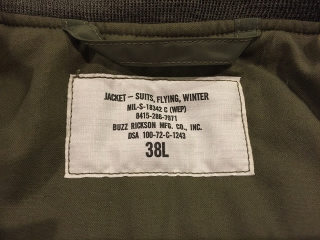 JACKET – SUITS, FLYING, WINTER
MIL-S-18342 C (WEP)
8415-286-7871
BUZZ RICKSON MFG. CO., INC.
DSA 100-72-C-1243
38L